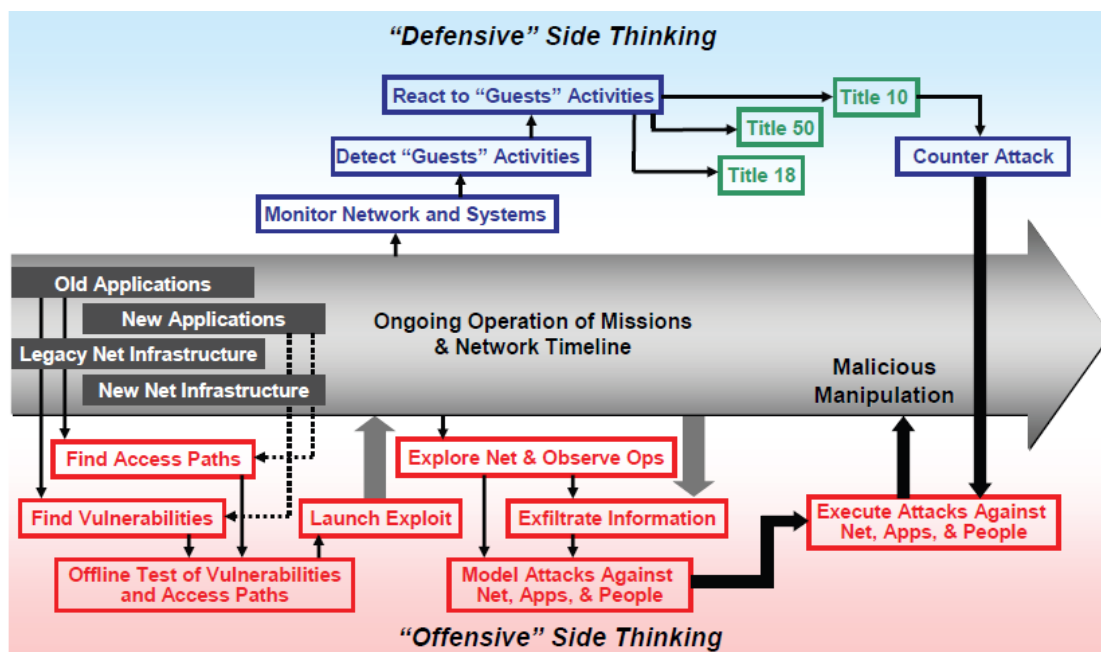 “Defensive” Side Thinking
React to “Guests” Activities
Title 10
Title 50
Detect “Guests” Activities
Counter Attack
Title 18
Monitor Network and Systems
Old Applications
New Applications
Legacy Net Infrastructure
New Net Infrastructure
Ongoing Operation of Missions
& Network Timeline
Malicious
Manipulation
Find Access Paths
Explore Net & Observe Ops
Find Vulnerabilities
Launch Exploit
Exfiltrate Information
Execute Attacks Against
Net, Apps, & People
Offline Test of Vulnerabilities
and Access Paths
Model Attacks Against
Net, Apps, & People
“Offensive” Side Thinking